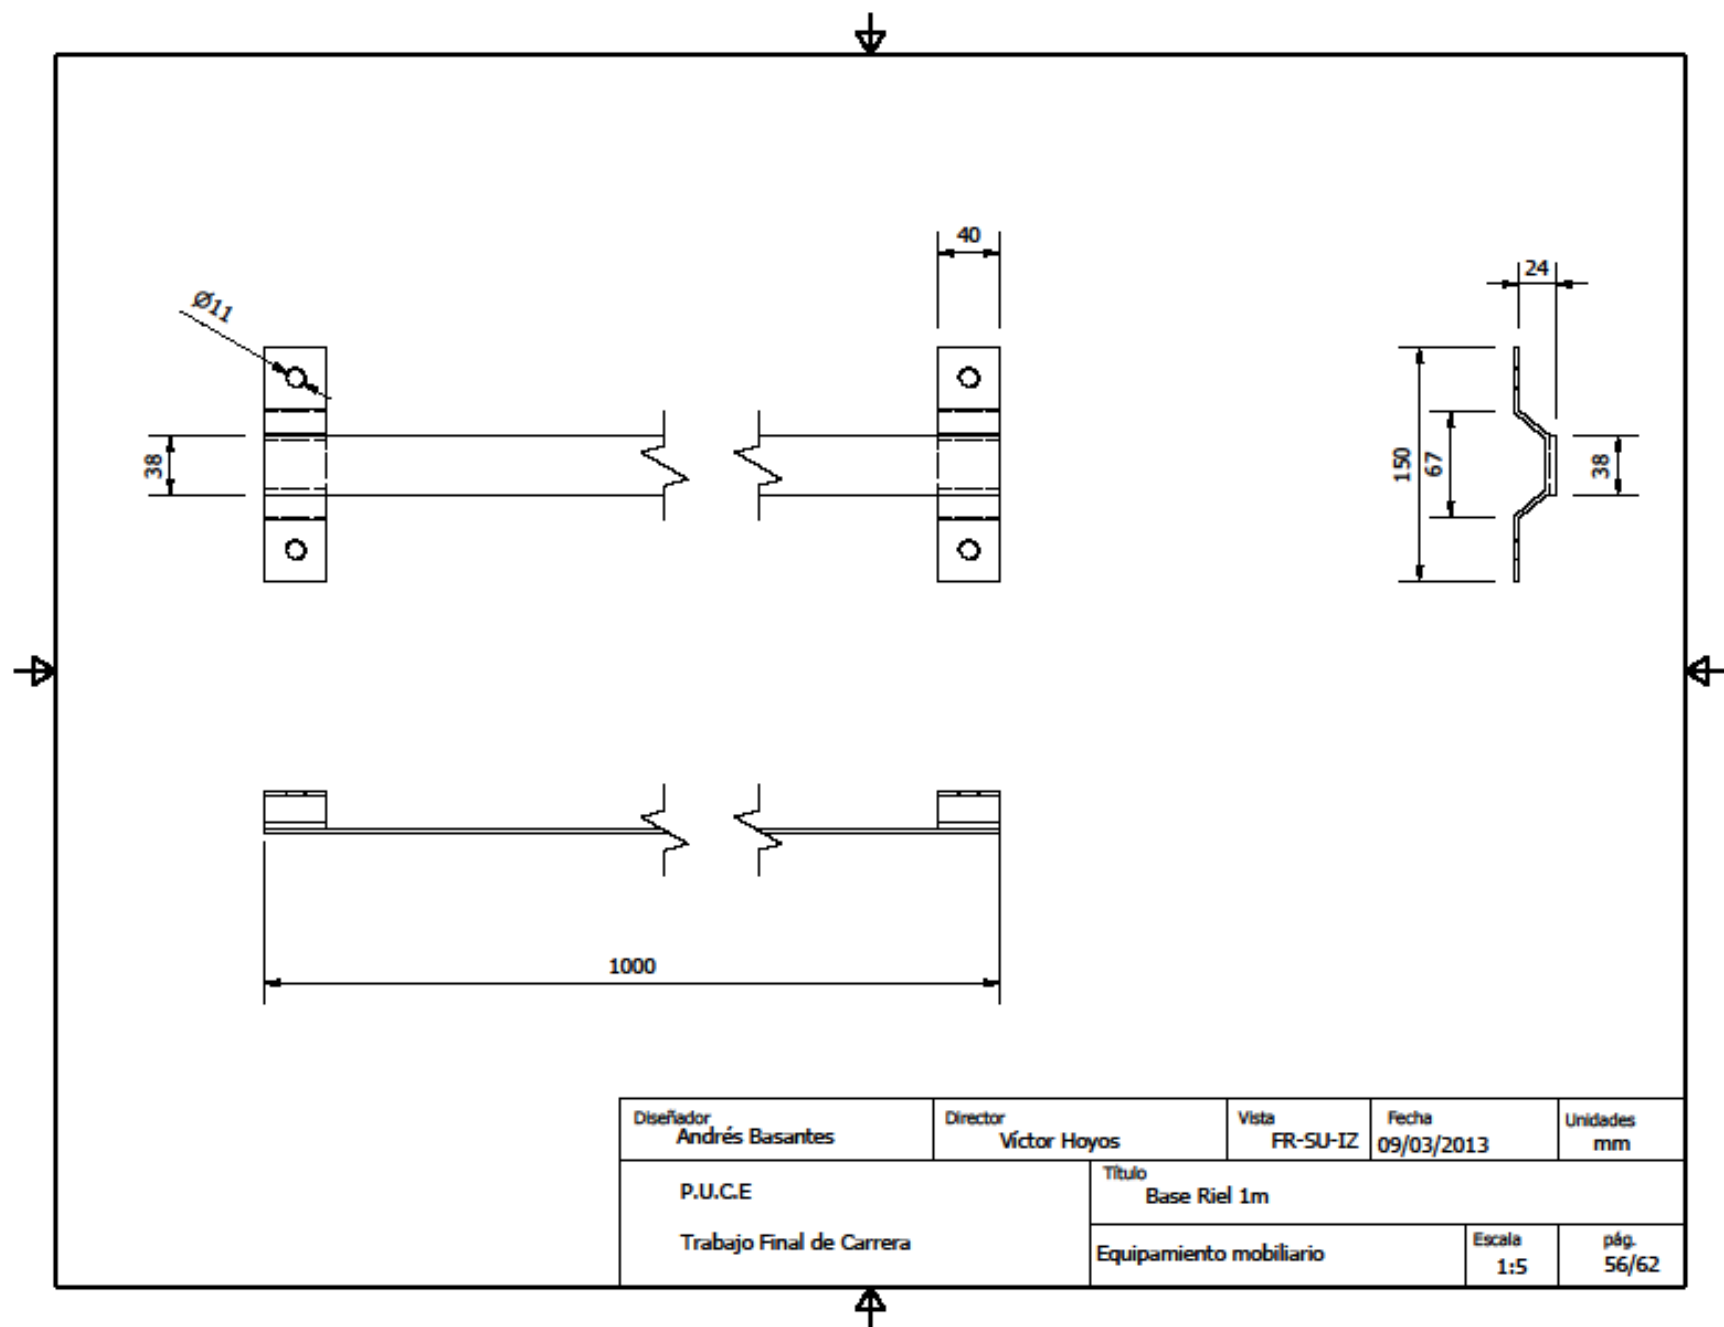 40
24
Ø11
38
150
67
38
1000
Diseñador
Andrés Basantes
Director
Víctor Hoyos
Vista
FR-SU-IZ
Fecha
09/03/2013
Unidades
mm
P.U.C.E
Trabajo Final de Carrera
Título
Base Riel 1m
Equipamiento mobiliario
Escala
1:5
pág.
56/62